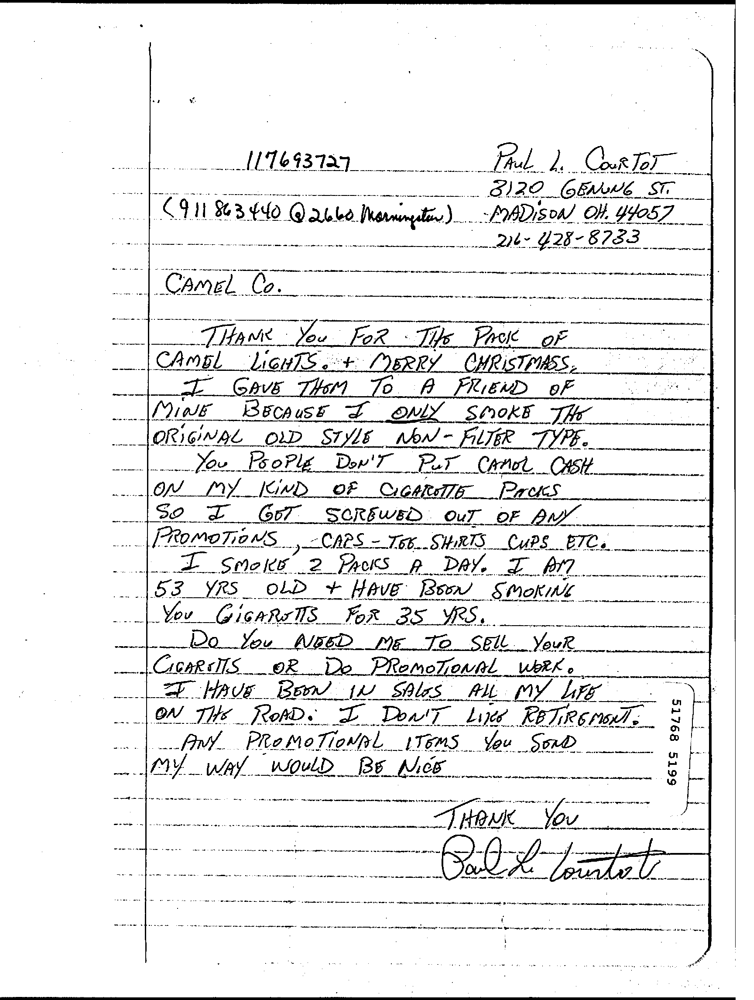 117693727
PAUL L. COURTOT
3120 GENUNG ST.
(911 863440 @ 2660 Morningstar)
MADISON OH. 44057
216-428-8733
CAMEL CO.
THANK YOU FOR THE PACK OF
CAMEL LIGHTS. + MERRY CHRISTMASS.
I GAVE THEM TO A FRIEND OF
MINE BECAUSE I ONLY SMOKE THE
ORIGINAL OLD STYLE NON-FILTER TYPE.
YOU PEOPLE DON'T PUT CAMEL CASH
ON MY KIND OF CIGARETTE PACKS
SO I GET SCREWED OUT OF ANY
PROMOTIONS, -CAPS-TEE SHIRTS CUPS ETC.
I SMOKE 2 PACKS A DAY. I AM
53 YRS OLD + HAVE BEEN SMOKING
YOU GIGARETTS FOR 35 YRS.
DO YOU NEED ME TO SELL YOUR
CIGARETTS OR DO PROMOTIONAL WORK.
I HAVE BEEN IN SALES ALL MY LIFE
ON THE ROAD. I DON'T LIKE RETIREMENT.
ANY PROMOTIONAL ITEMS YOU SEND
MY WAY WOULD BE NICE
THANK YOU
Paul L. Courtot
51768 5199